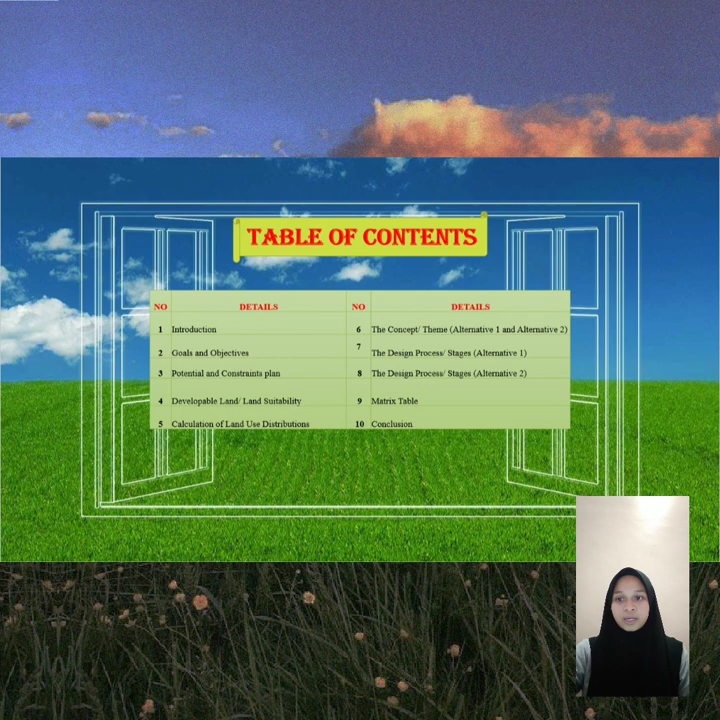 TABLE OF CONTENTS
NO DETAILS NO DETAILS
1 Introduction 6 The Concept/ Theme (Alternative 1 and Alternative 2)
2 Goals and Objectives 7 The Design Process/ Stages (Alternative 1)
3 Potential and Constraints plan 8 The Design Process/ Stages (Alternative 2)
4 Developable Land/ Land Suitability 9 Matrix Table
5 Calculation of Land Use Distributions 10 Conclusion